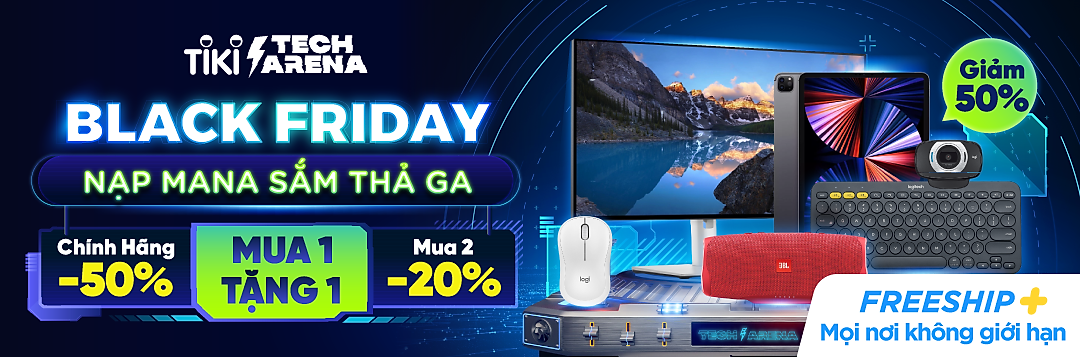 TIKI TECH
ARENA
BLACK FRIDAY
NẠP MANA SẮM THẢ GA
Chính Hãng
-50%
MUA 1
TẶNG 1
Mua 2
-20%
Giảm
50%
logitech
logi
JBL
TECH ARENA
FREESHIP+
Mọi nơi không giới hạn